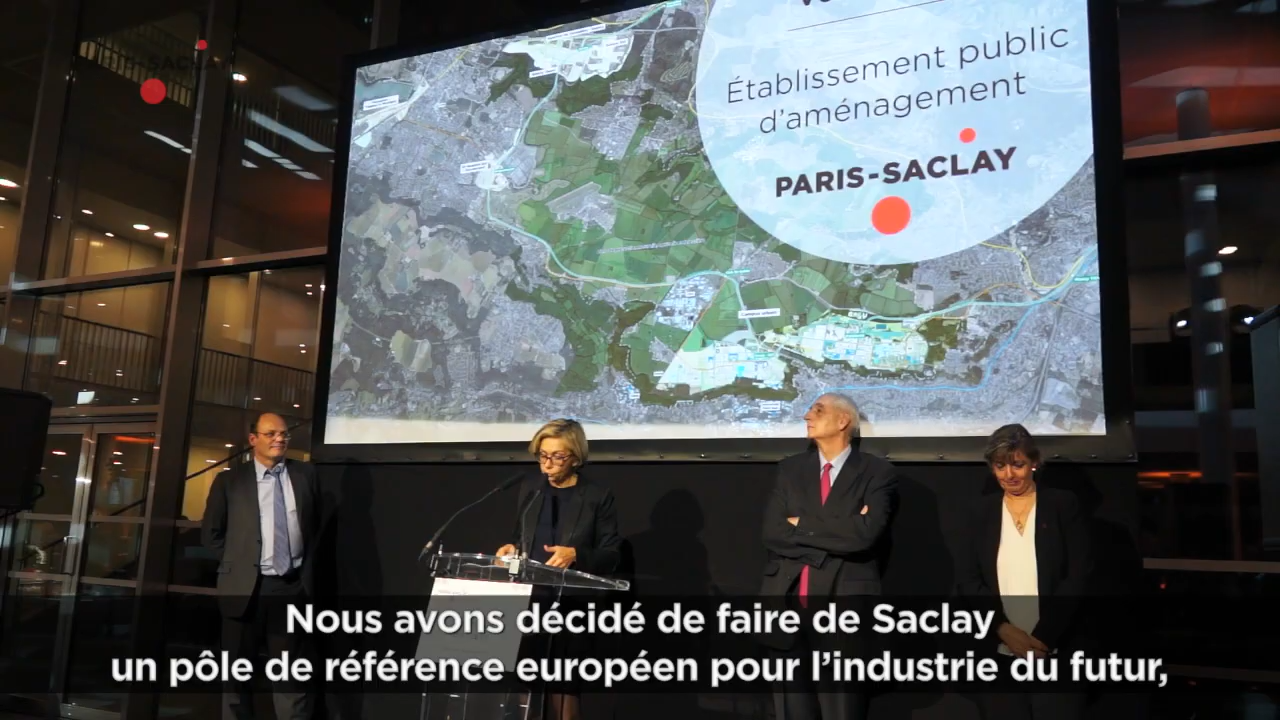 Établissement public
d'aménagement
PARIS-SACLAY
Nous avons décidé de faire de Saclay
un pôle de référence européen pour l'industrie du futur,